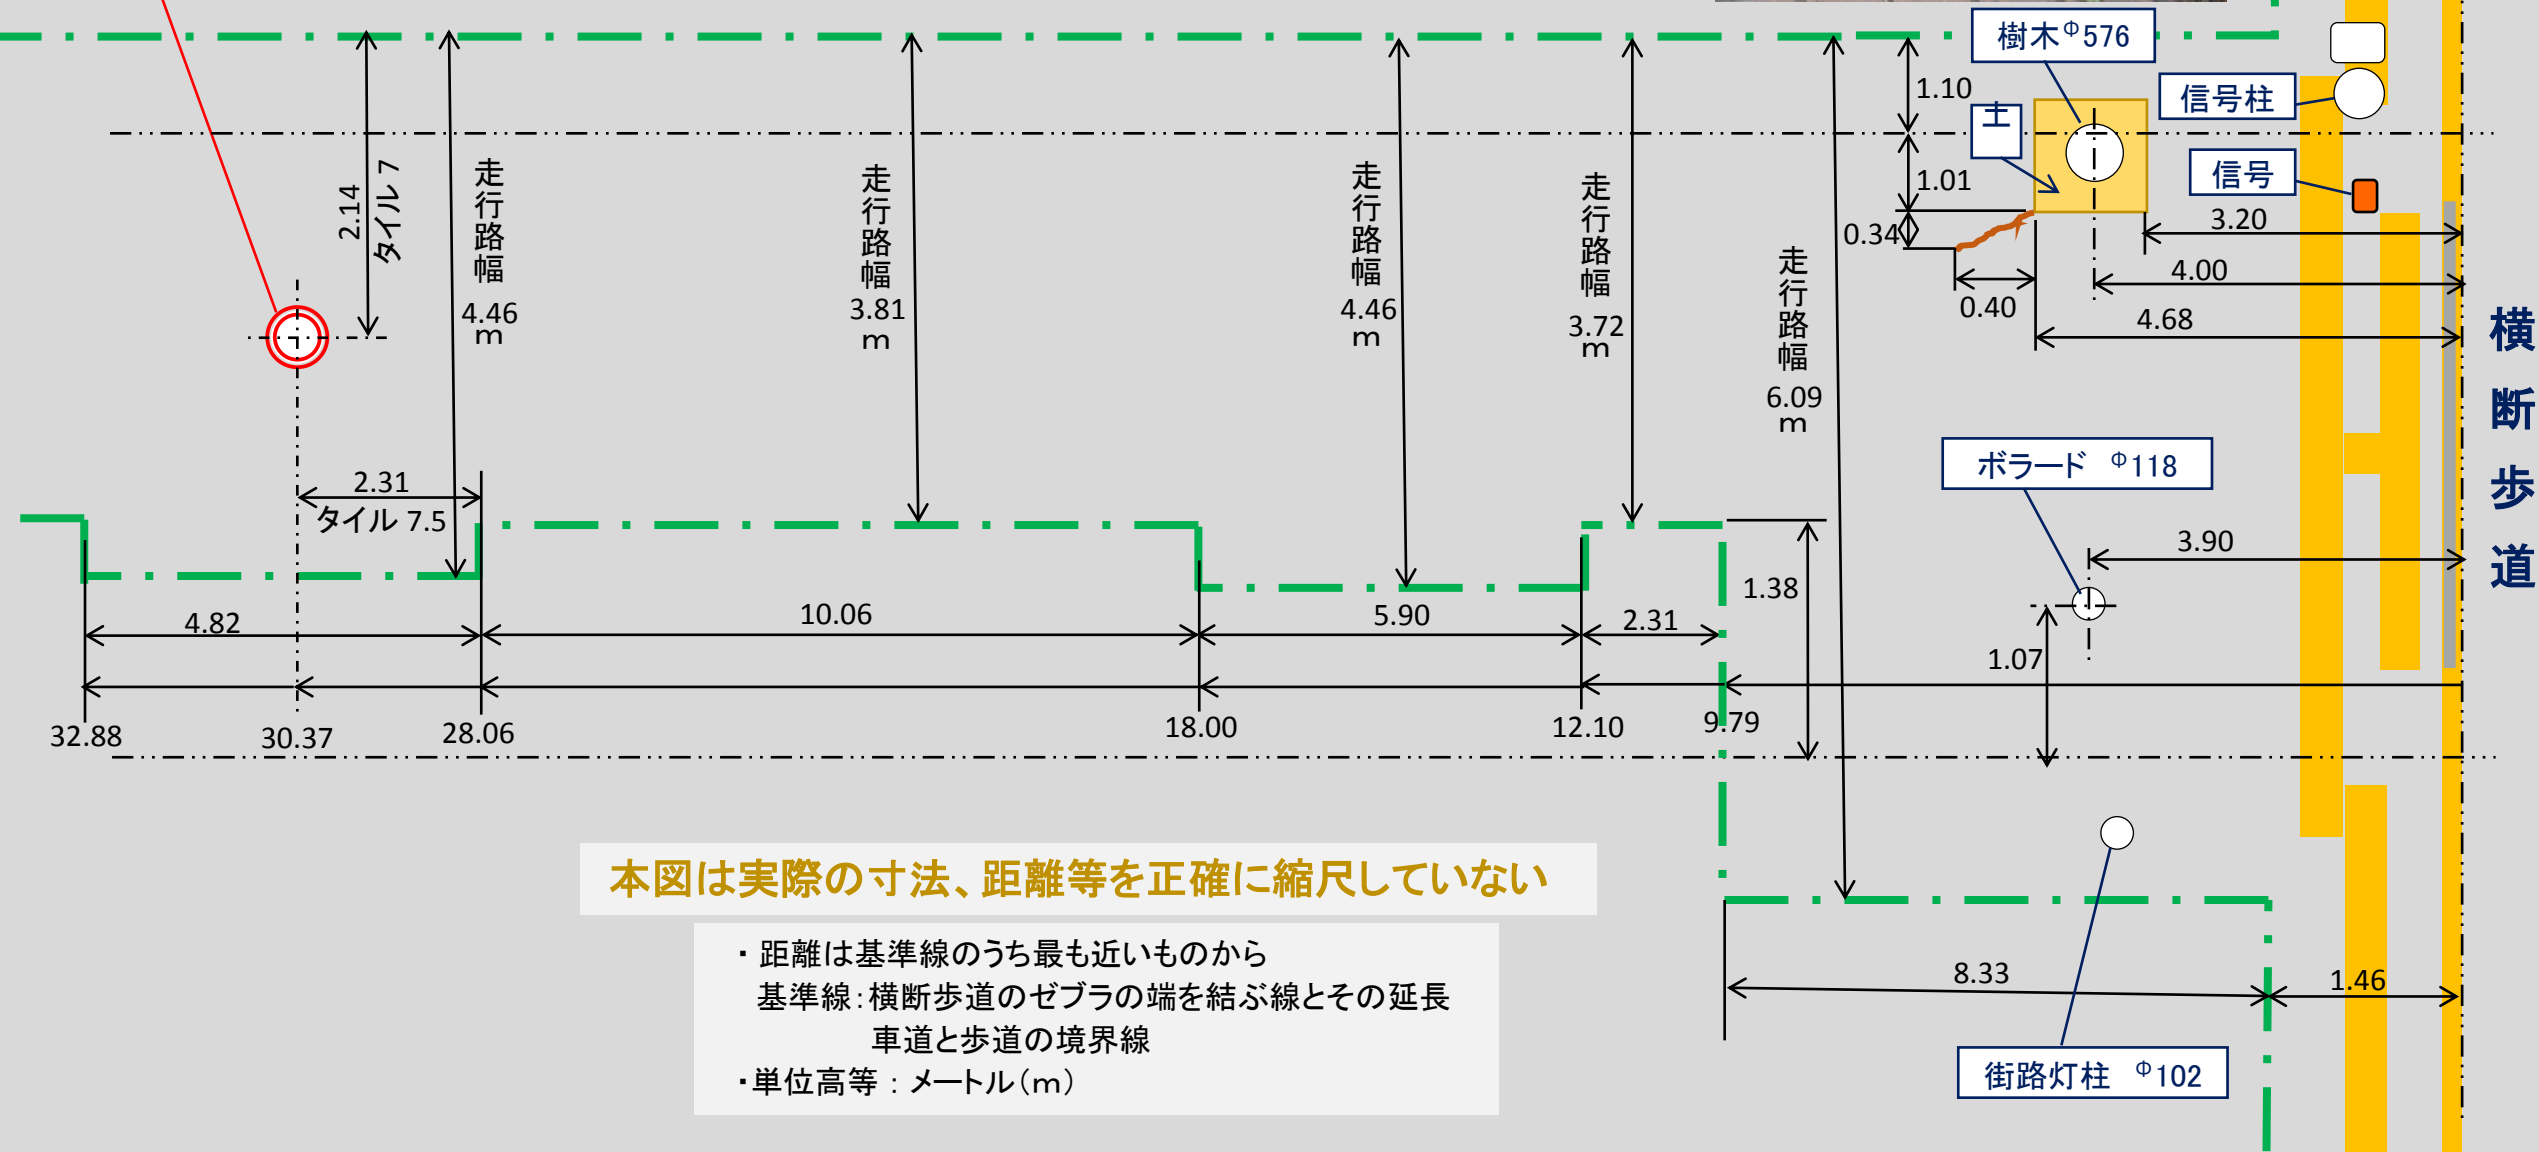 樹木Φ576
1.10
信号柱
土
信号
1.01
3.20
0.34
4.00
0.40
4.68
2.14
タイル 7
走行路幅
4.46
m
走行路幅
3.81
m
走行路幅
4.46
m
走行路幅
3.72
m
走行路幅
6.09
m
横断歩道
ボラード Φ118
2.31
タイル 7.5
3.90
1.38
4.82
10.06
5.90
2.31
1.07
32.88
30.37
28.06
18.00
12.10
9.79
本図は実際の寸法、距離等を正確に縮尺していない
・距離は基準線のうち最も近いものから
基準線:横断歩道のゼブラの端を結ぶ線とその延長
車道と歩道の境界線
・単位高等:メートル(m)
8.33
1.46
街路灯柱 Φ102